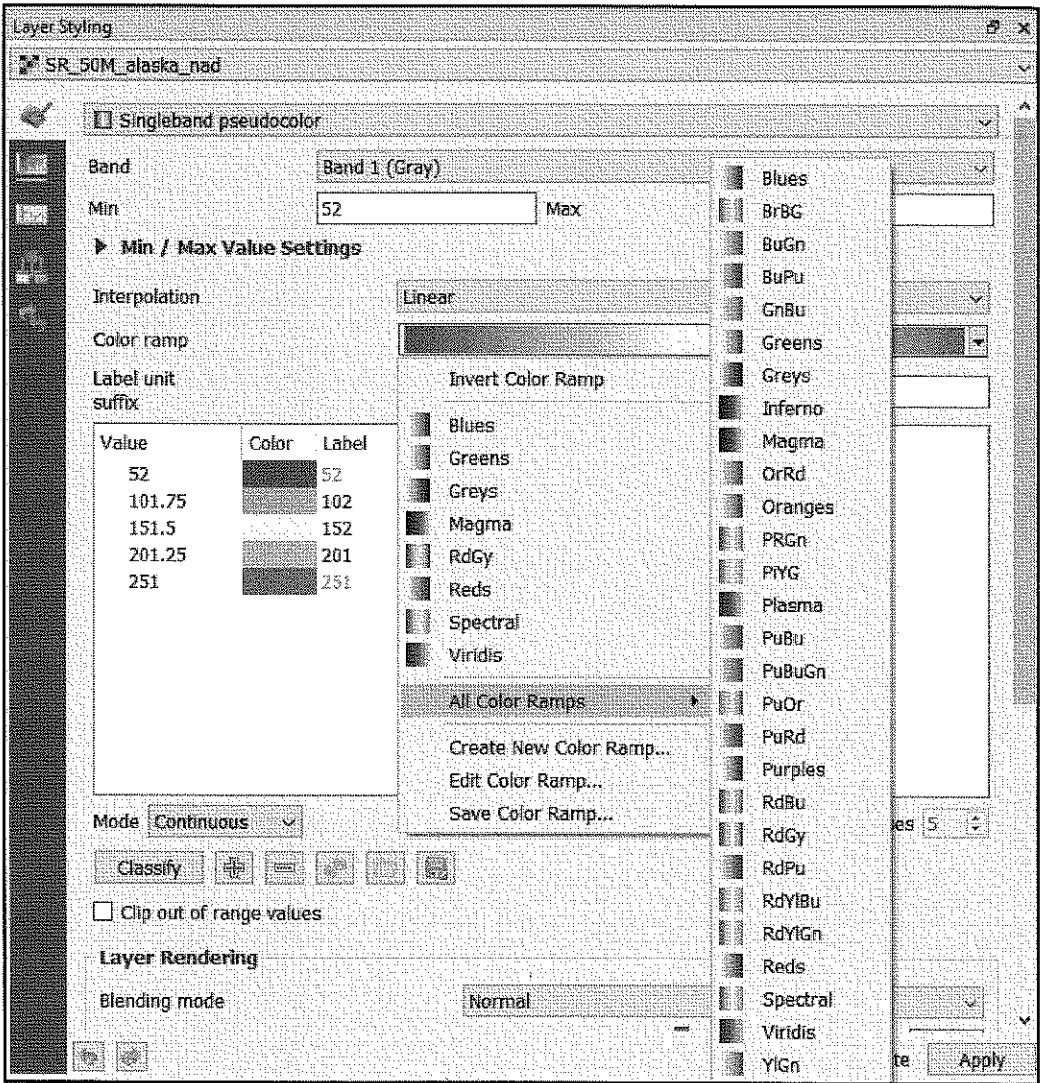 Layer Styling
SR_50M_alaska_nad
Singleband pseudocolor
Band
Band 1 (Gray)
Min
52
Max
Min / Max Value Settings
Interpolation
Linear
Color ramp
Label unit
suffix
Value Color Label
52 52
101.75 102
151.5 152
201.25 201
251 251
Invert Color Ramp
Blues
Greens
Greys
Magma
RdGy
Reds
Spectral
Viridis
All Color Ramps
Create New Color Ramp...
Edit Color Ramp...
Save Color Ramp...
Blues
BrBG
BuGn
BuPu
GnBu
Greens
Greys
Inferno
Magma
OrRd
Oranges
PRGn
PiYG
Plasma
PuBu
PuBuGn
PuOr
PuRd
Purples
RdBu
RdGy
RdPu
RdYlBu
RdYlGn
Reds
Spectral
Viridis
YlGn
Mode Continuous
es 5
Classify
Clip out of range values
Layer Rendering
Blending mode
Normal
te
Apply